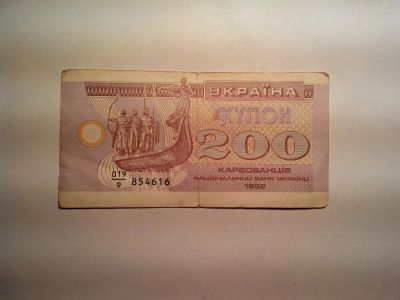 УКРАЇНА
КУПОН
200
КАРБОВАНЦІВ
НАЦІОНАЛЬНИЙ БАНК УКРАЇНИ
1992
019/9 854616